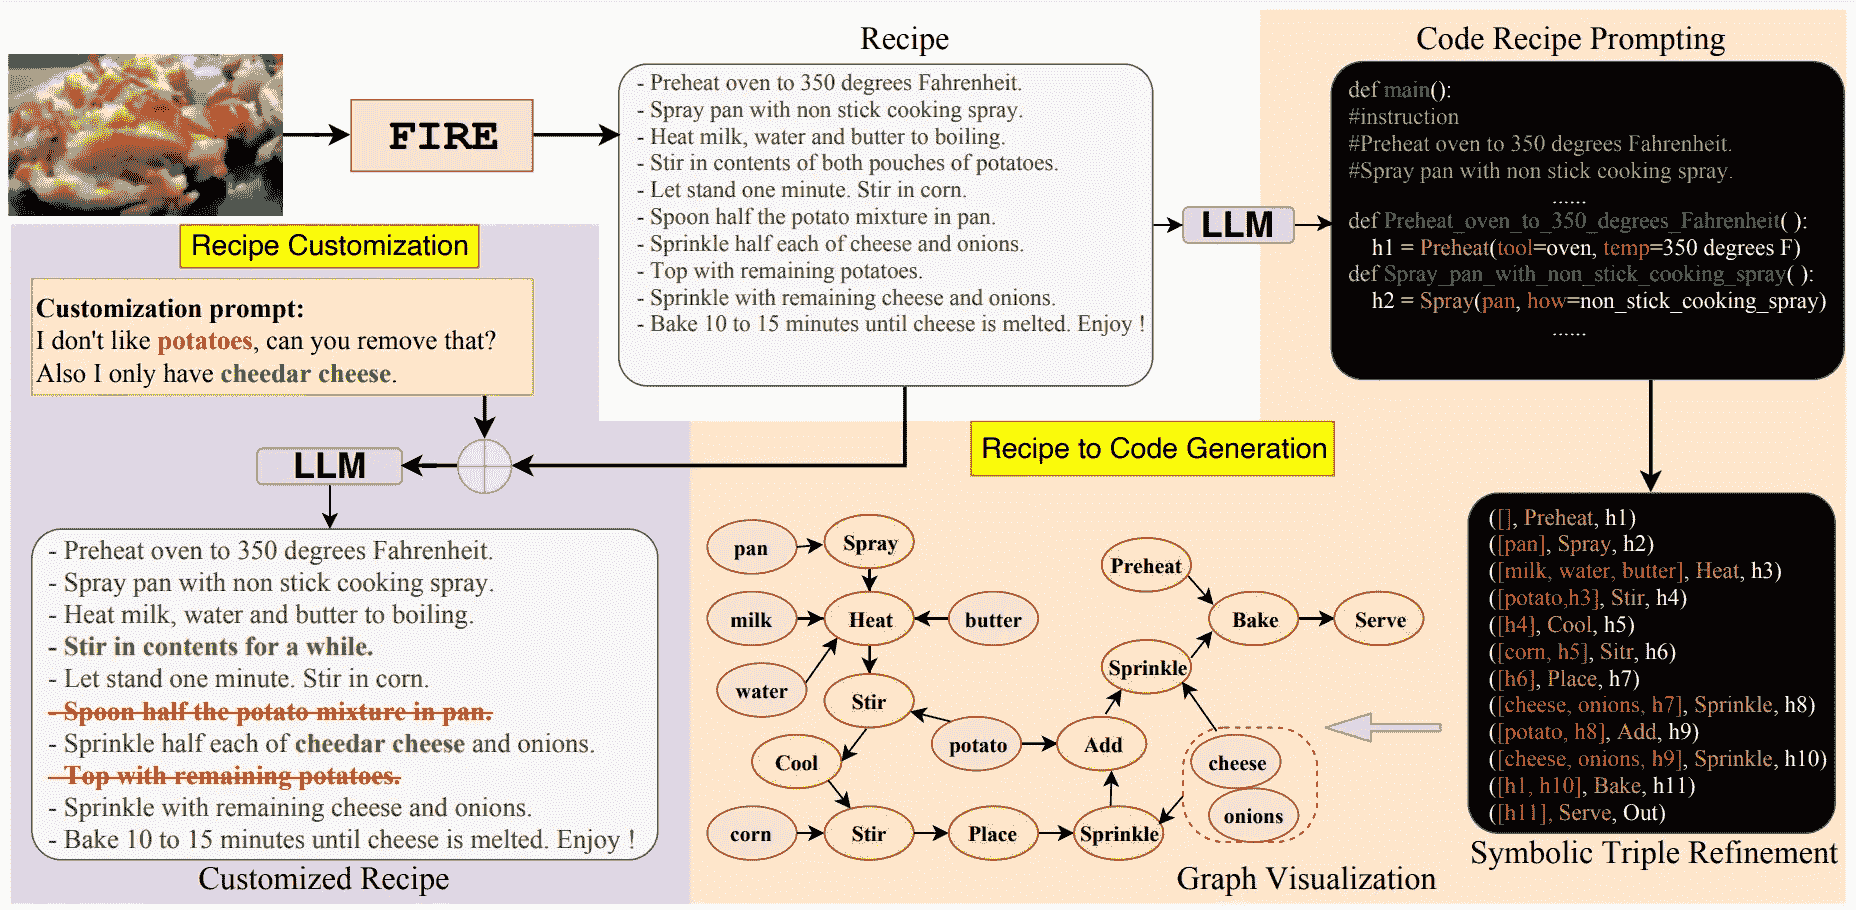 Recipe
Code Recipe Prompting
FIRE
- Preheat oven to 350 degrees Fahrenheit.
- Spray pan with non stick cooking spray.
- Heat milk, water and butter to boiling.
- Stir in contents of both pouches of potatoes.
- Let stand one minute. Stir in corn.
- Spoon half the potato mixture in pan.
- Sprinkle half each of cheese and onions.
- Top with remaining potatoes.
- Sprinkle with remaining cheese and onions.
- Bake 10 to 15 minutes until cheese is melted. Enjoy !
LLM
def main():
#instruction
#Preheat oven to 350 degrees Fahrenheit.
#Spray pan with non stick cooking spray.
......
def Preheat_oven_to_350_degrees_Fahrenheit( ):
h1 = Preheat(tool=oven, temp=350 degrees F)
def Spray_pan_with_non_stick_cooking_spray( ):
h2 = Spray(pan, how=non_stick_cooking_spray)
......
Recipe Customization
Customization prompt:
I don't like potatoes, can you remove that?
Also I only have cheedar cheese.
LLM
- Preheat oven to 350 degrees Fahrenheit.
- Spray pan with non stick cooking spray.
- Heat milk, water and butter to boiling.
- Stir in contents for a while.
- Let stand one minute. Stir in corn.
- Spoon half the potato mixture in pan.
- Sprinkle half each of cheedar cheese and onions.
- Top with remaining potatoes.
- Sprinkle with remaining cheese and onions.
- Bake 10 to 15 minutes until cheese is melted. Enjoy !
Customized Recipe
Recipe to Code Generation
pan
Spray
Preheat
milk
Heat
butter
Bake
Serve
water
Sprinkle
Stir
potato
Add
Cool
cheese
onions
corn
Stir
Place
Sprinkle
Graph Visualization
([], Preheat, h1)
([pan], Spray, h2)
([milk, water, butter], Heat, h3)
([potato,h3], Stir, h4)
([h4], Cool, h5)
([corn, h5], Sitr, h6)
([h6], Place, h7)
([cheese, onions, h7], Sprinkle, h8)
([potato, h8], Add, h9)
([cheese, onions, h9], Sprinkle, h10)
([h1, h10], Bake, h11)
([h11], Serve, Out)
Symbolic Triple Refinement